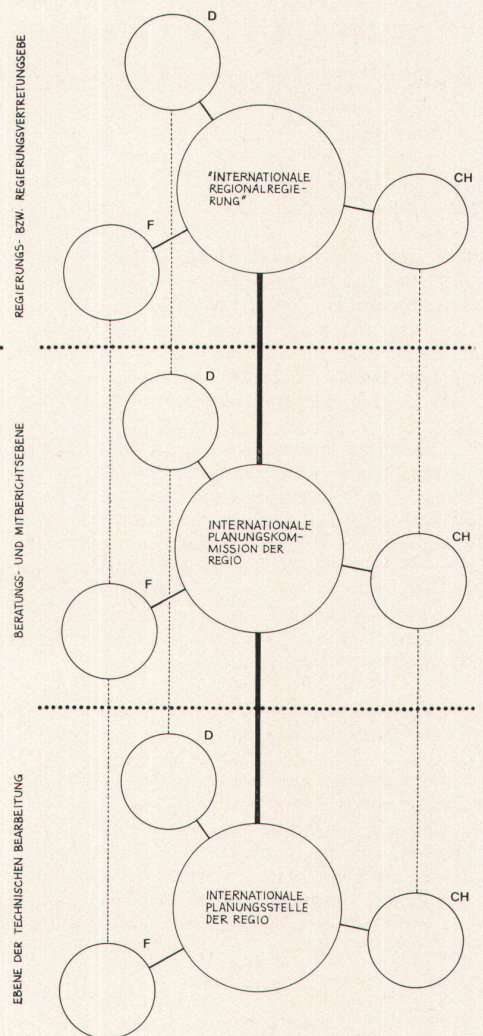 REGIERUNGS- BZW. REGIERUNGSVERTRETUNGSEBE
D
"INTERNATIONALE
REGIONALREGIE-
RUNG"
CH
F
BERATUNGS- UND MITBERICHTSEBENE
D
INTERNATIONALE
PLANUNGSKOM-
MISSION DER
REGIO
CH
F
EBENE DER TECHNISCHEN BEARBEITUNG
D
INTERNATIONALE
PLANUNGSSTELLE
DER REGIO
CH
F